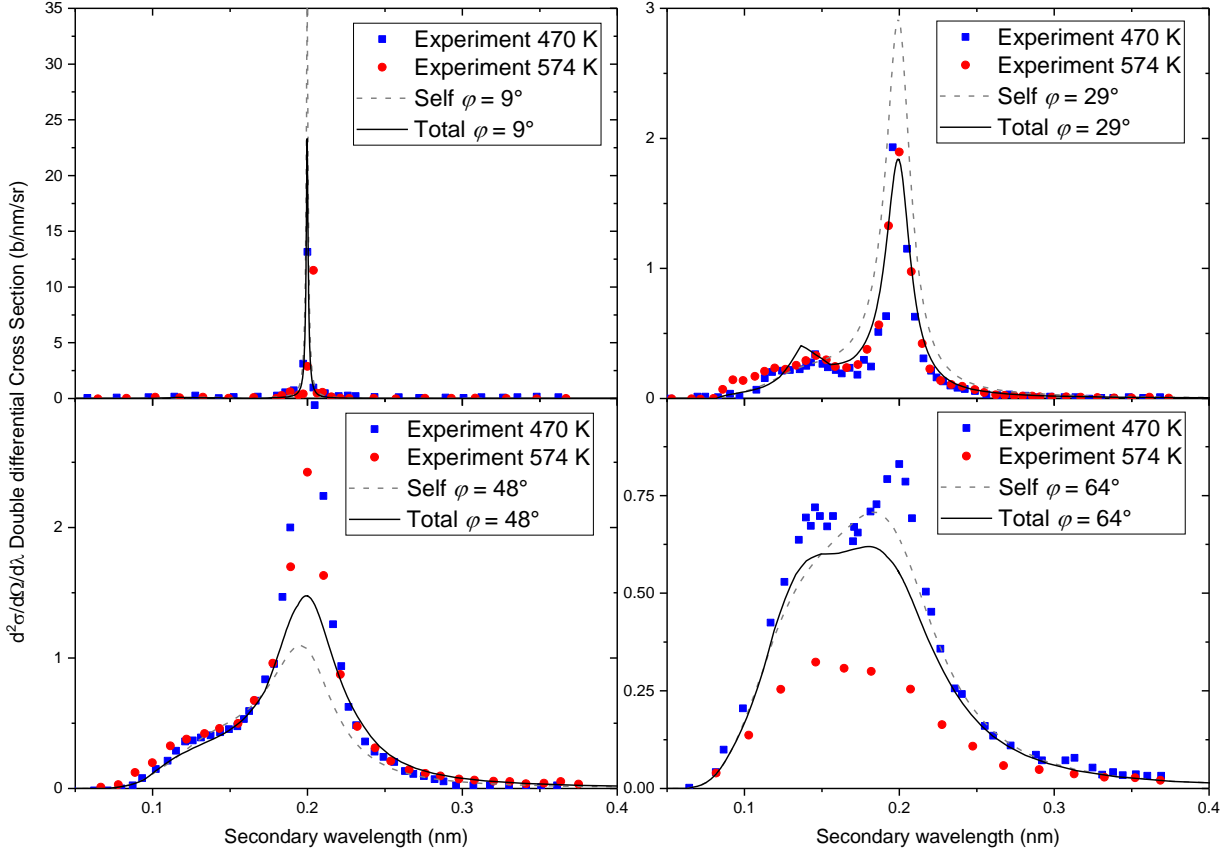 d²σ/dΩ/dλ Double differential Cross Section (b/nm/sr)
35
30
25
20
15
10
5
0
Experiment 470 K
Experiment 574 K
Self φ = 9°
Total φ = 9°
3
2
1
0
Experiment 470 K
Experiment 574 K
Self φ = 29°
Total φ = 29°
2
1
0
Experiment 470 K
Experiment 574 K
Self φ = 48°
Total φ = 48°
0.1 0.2 0.3 0.4
Secondary wavelength (nm)
0.75
0.50
0.25
0.00
Experiment 470 K
Experiment 574 K
Self φ = 64°
Total φ = 64°
0.1 0.2 0.3 0.4
Secondary wavelength (nm)